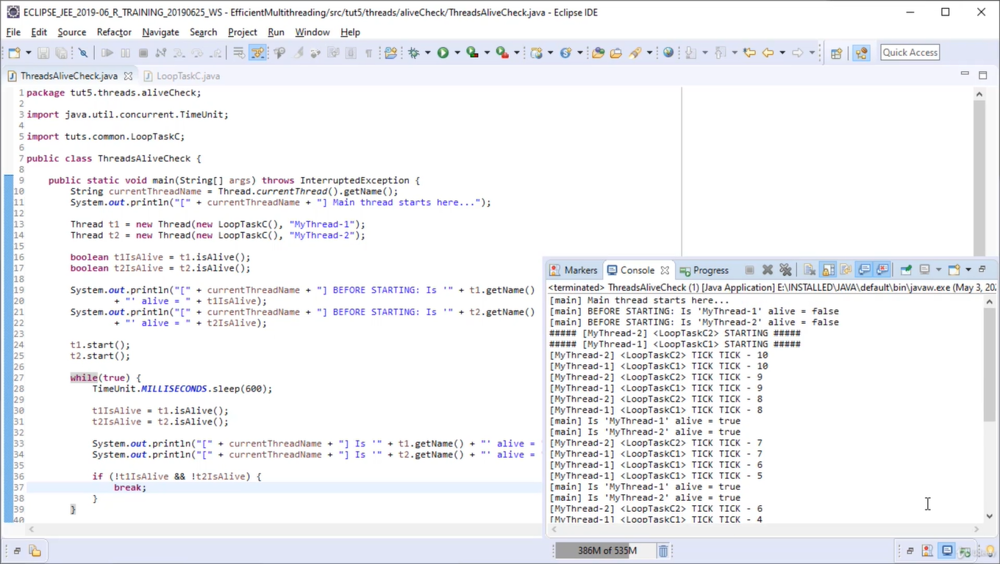 ECLIPSE_JEE_2019-06_R_TRAINING_20190625_WS - EfficientMultithreading/src/tut5/threads/aliveCheck/ThreadsAliveCheck.java - Eclipse IDE
File Edit Source Refactor Navigate Search Project Run Window Help
Quick Access
ThreadsAliveCheck.java LoopTaskC.java
1 package tut5.threads.aliveCheck;
2
3 import java.util.concurrent.TimeUnit;
4
5 import tuts.common.LoopTaskC;
6
7 public class ThreadsAliveCheck {
8
9 public static void main(String[] args) throws InterruptedException {
10 String currentThreadName = Thread.currentThread().getName();
11 System.out.println("[" + currentThreadName + "] Main thread starts here...");
12
13 Thread t1 = new Thread(new LoopTaskC(), "MyThread-1");
14 Thread t2 = new Thread(new LoopTaskC(), "MyThread-2");
15
16 boolean t1IsAlive = t1.isAlive();
17 boolean t2IsAlive = t2.isAlive();
18
19 System.out.println("[" + currentThreadName + "] BEFORE STARTING: Is '" + t1.getName()
20 + "' alive = " + t1IsAlive);
21 System.out.println("[" + currentThreadName + "] BEFORE STARTING: Is '" + t2.getName()
22 + "' alive = " + t2IsAlive);
23
24 t1.start();
25 t2.start();
26
27 while(true) {
28 TimeUnit.MILLISECONDS.sleep(600);
29
30 t1IsAlive = t1.isAlive();
31 t2IsAlive = t2.isAlive();
32
33 System.out.println("[" + currentThreadName + "] Is '" + t1.getName() + "' alive = "
34 System.out.println("[" + currentThreadName + "] Is '" + t2.getName() + "' alive = "
35
36 if (!t1IsAlive && !t2IsAlive) {
37 break;
38 }
39 }
40
Markers Console Progress
<terminated> ThreadsAliveCheck (1) [Java Application] E:\INSTALLED\JAVA\default\bin\javaw.exe (May 3, 202
[main] Main thread starts here...
[main] BEFORE STARTING: Is 'MyThread-1' alive = false
[main] BEFORE STARTING: Is 'MyThread-2' alive = false
##### [MyThread-2] <LoopTaskC2> STARTING #####
##### [MyThread-1] <LoopTaskC1> STARTING #####
[MyThread-2] <LoopTaskC2> TICK TICK - 10
[MyThread-1] <LoopTaskC1> TICK TICK - 10
[MyThread-2] <LoopTaskC2> TICK TICK - 9
[MyThread-1] <LoopTaskC1> TICK TICK - 9
[MyThread-2] <LoopTaskC2> TICK TICK - 8
[MyThread-1] <LoopTaskC1> TICK TICK - 8
[main] Is 'MyThread-1' alive = true
[main] Is 'MyThread-2' alive = true
[MyThread-2] <LoopTaskC2> TICK TICK - 7
[MyThread-1] <LoopTaskC1> TICK TICK - 7
[MyThread-1] <LoopTaskC1> TICK TICK - 6
[MyThread-1] <LoopTaskC1> TICK TICK - 5
[main] Is 'MyThread-1' alive = true
[main] Is 'MyThread-2' alive = true
[MyThread-2] <LoopTaskC2> TICK TICK - 6
[MyThread-1] <LoopTaskC1> TICK TICK - 4
386M of 535M